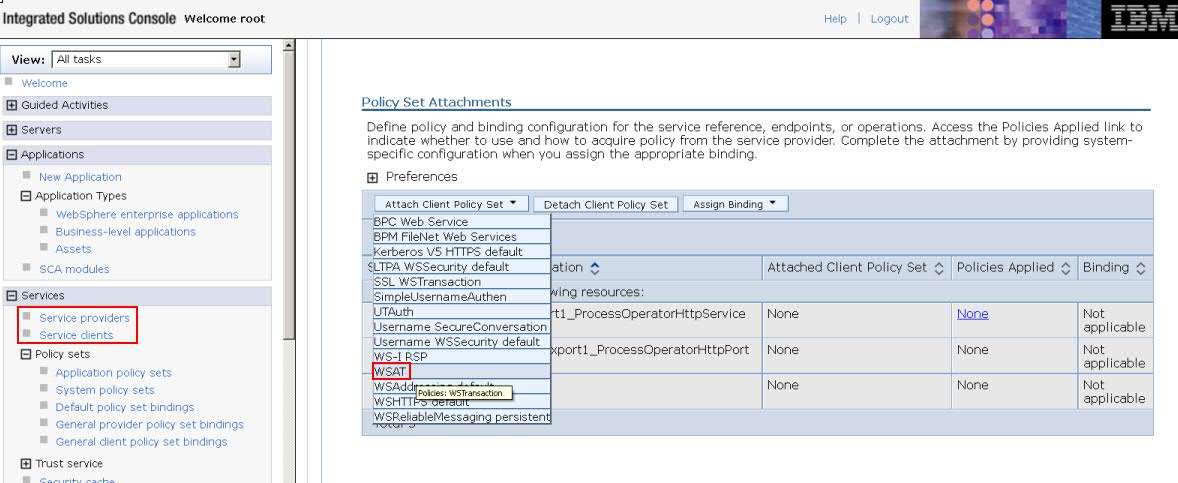 Integrated Solutions Console Welcome root
Help | Logout
IBM
View: All tasks
Welcome
Guided Activities
Servers
Applications
New Application
Application Types
WebSphere enterprise applications
Business-level applications
Assets
SCA modules
Services
Service providers
Service clients
Policy sets
Application policy sets
System policy sets
Default policy set bindings
General provider policy set bindings
General client policy set bindings
Trust service
Security cache
Policy Set Attachments
Define policy and binding configuration for the service reference, endpoints, or operations. Access the Policies Applied link to
indicate whether to use and how to acquire policy from the service provider. Complete the attachment by providing system-
specific configuration when you assign the appropriate binding.
Preferences
Attach Client Policy Set Detach Client Policy Set Assign Binding
BPC Web Service
BPM FileNet Web Services
Kerberos V5 HTTPS default
LTPA WSSecurity default
SSL WSTransaction
SimpleUsernameAuthen
UTAuth
Username SecureConversation
Username WSSecurity default
WS-I RSP
WSAT
WSAddressing default
Policies: WSTransaction
WSHTTPS default
WSReliableMessaging persistent
ation Attached Client Policy Set Policies Applied Binding
wing resources:
rt1_ProcessOperatorHttpService None None Not
applicable
xport1_ProcessOperatorHttpPort None None Not
applicable
None None Not
applicable